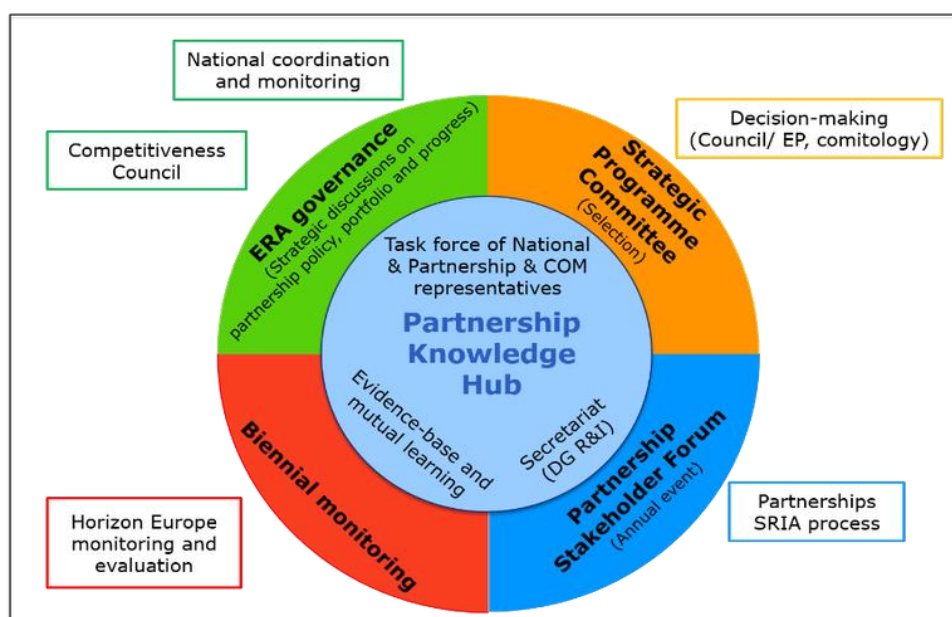 National coordination
and monitoring
Competitiveness
Council
Decision-making
(Council/ EP, comitology)
ERA governance
(Strategic discussions on
partnership policy, portfolio and progress)
Strategic
Programme
Committee
(Selection)
Task force of National
& Partnership & COM
representatives
Partnership
Knowledge
Hub
Evidence-base and
mutual learning
Secretariat
(DG R&I)
Biennial monitoring
Partnership
Stakeholder Forum
(Annual event)
Horizon Europe
monitoring and
evaluation
Partnerships
SRIA process